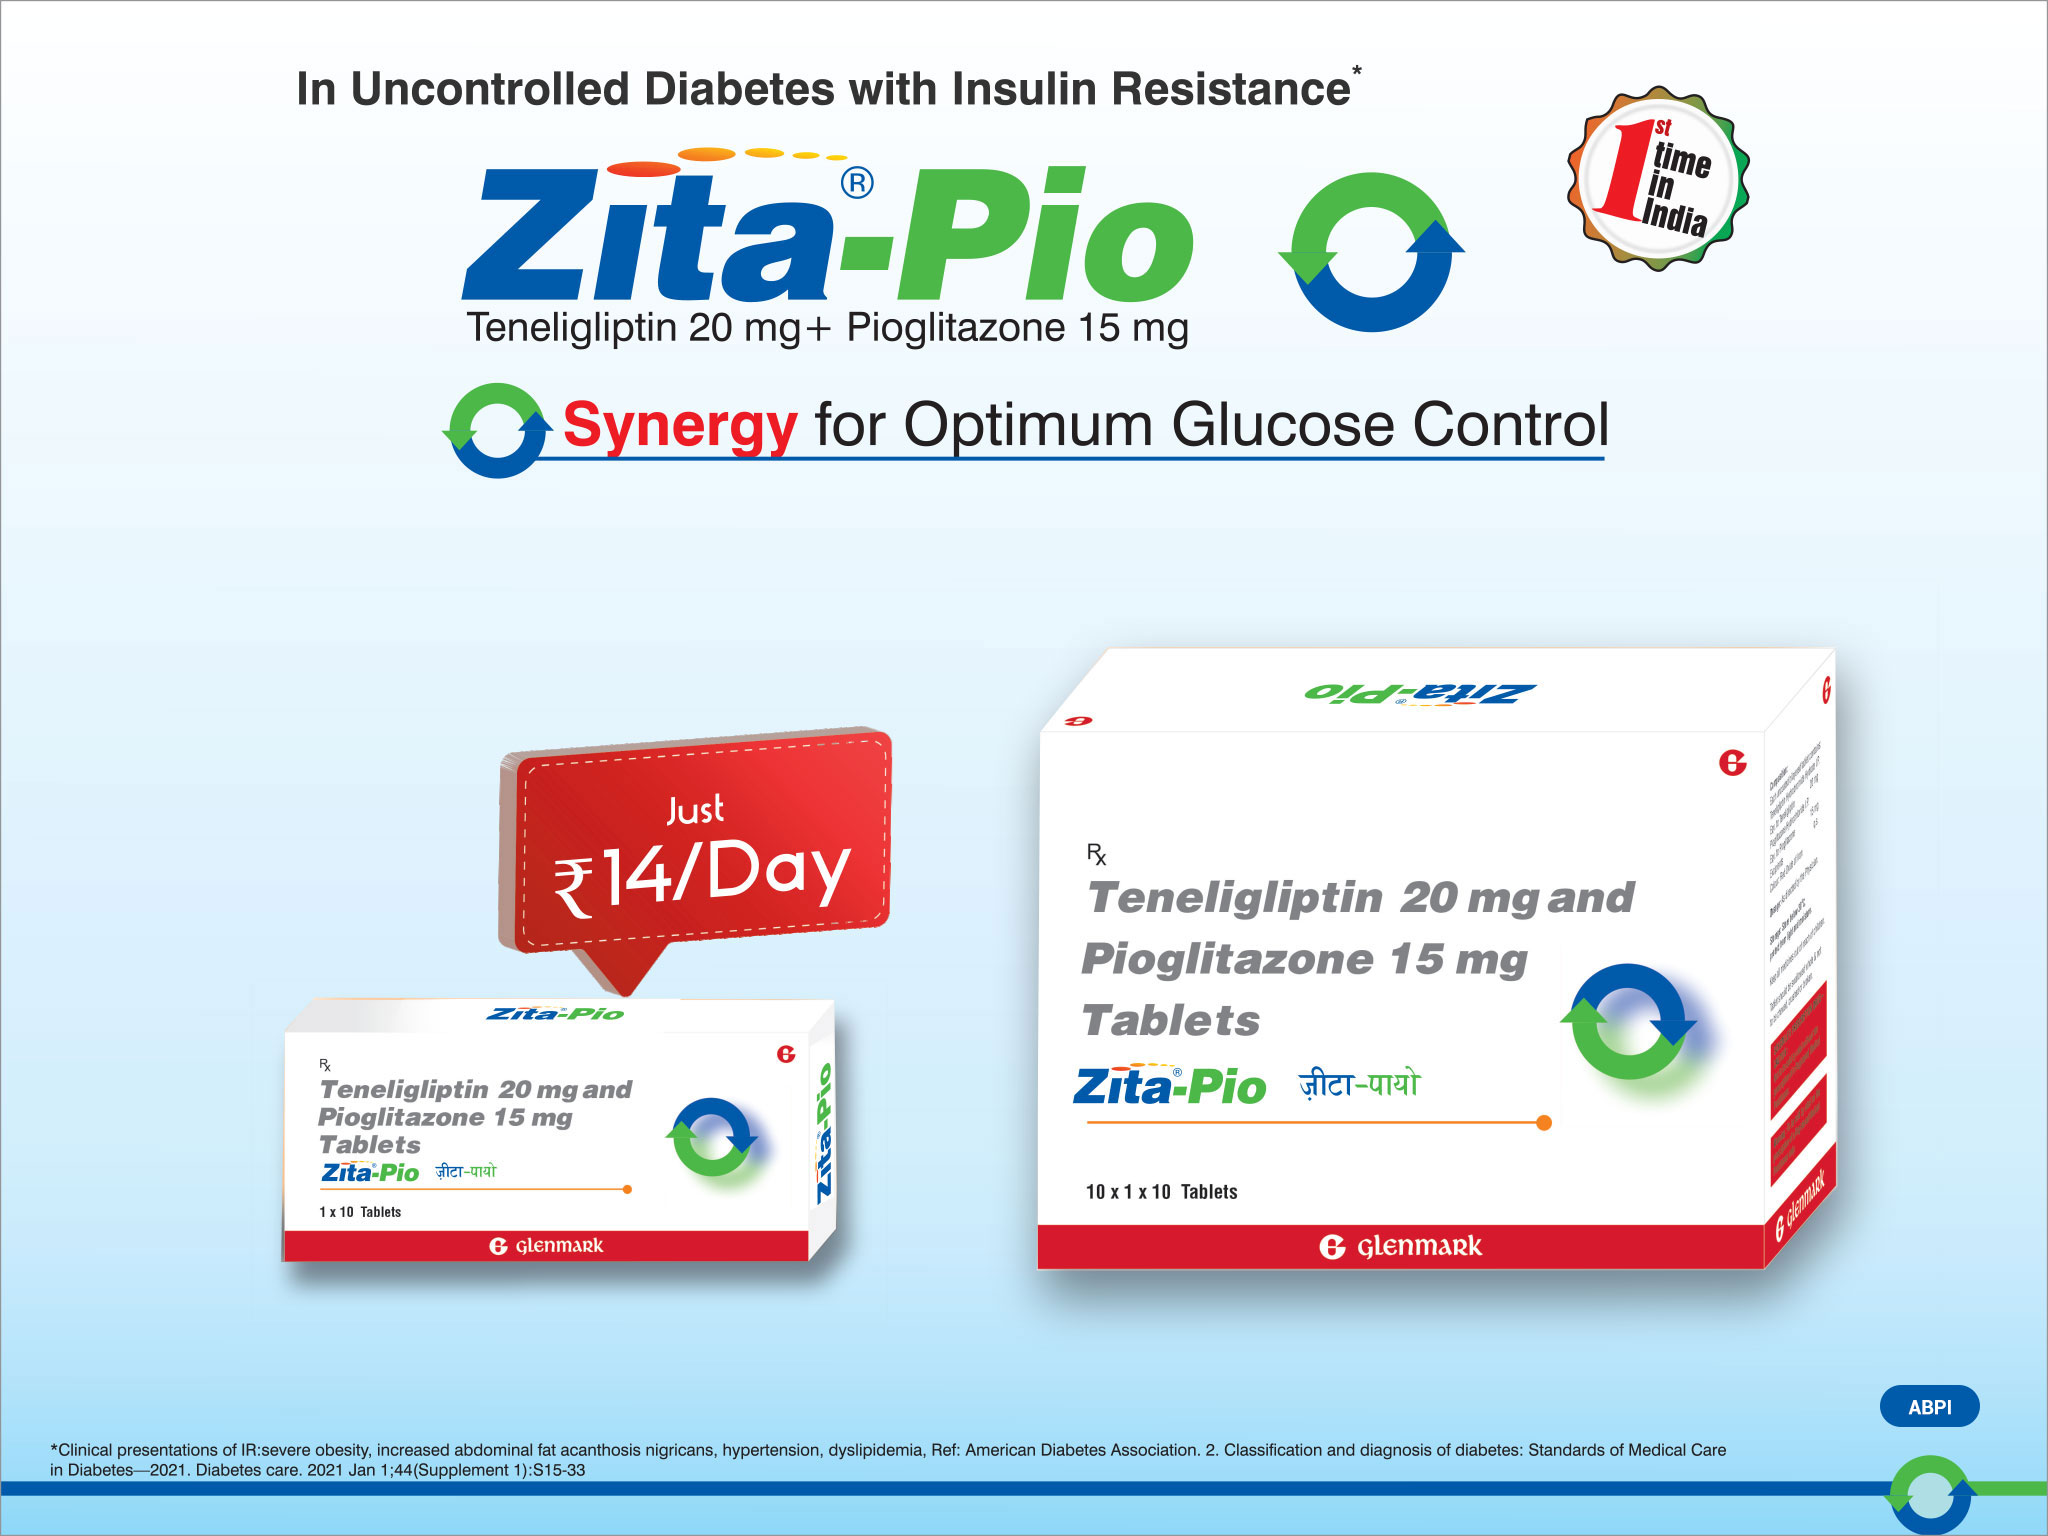 In Uncontrolled Diabetes with Insulin Resistance*
1st
time
in
India
Zita®-Pio
Teneligliptin 20 mg+ Pioglitazone 15 mg
Synergy for Optimum Glucose Control
Just
₹14/Day
Zita®-Pio
Rx
Teneligliptin 20 mg and
Pioglitazone 15 mg
Tablets
Zita®-Pio ज़ीटा-पायो
1 x 10 Tablets
glenmark
Zita®-Pio
Zita®-Pio
Rx
Teneligliptin 20 mg and
Pioglitazone 15 mg
Tablets
Zita®-Pio ज़ीटा-पायो
10 x 1 x 10 Tablets
glenmark
glenmark
ABPI
*Clinical presentations of IR:severe obesity, increased abdominal fat acanthosis nigricans, hypertension, dyslipidemia, Ref: American Diabetes Association. 2. Classification and diagnosis of diabetes: Standards of Medical Care
in Diabetes—2021. Diabetes care. 2021 Jan 1;44(Supplement 1):S15-33